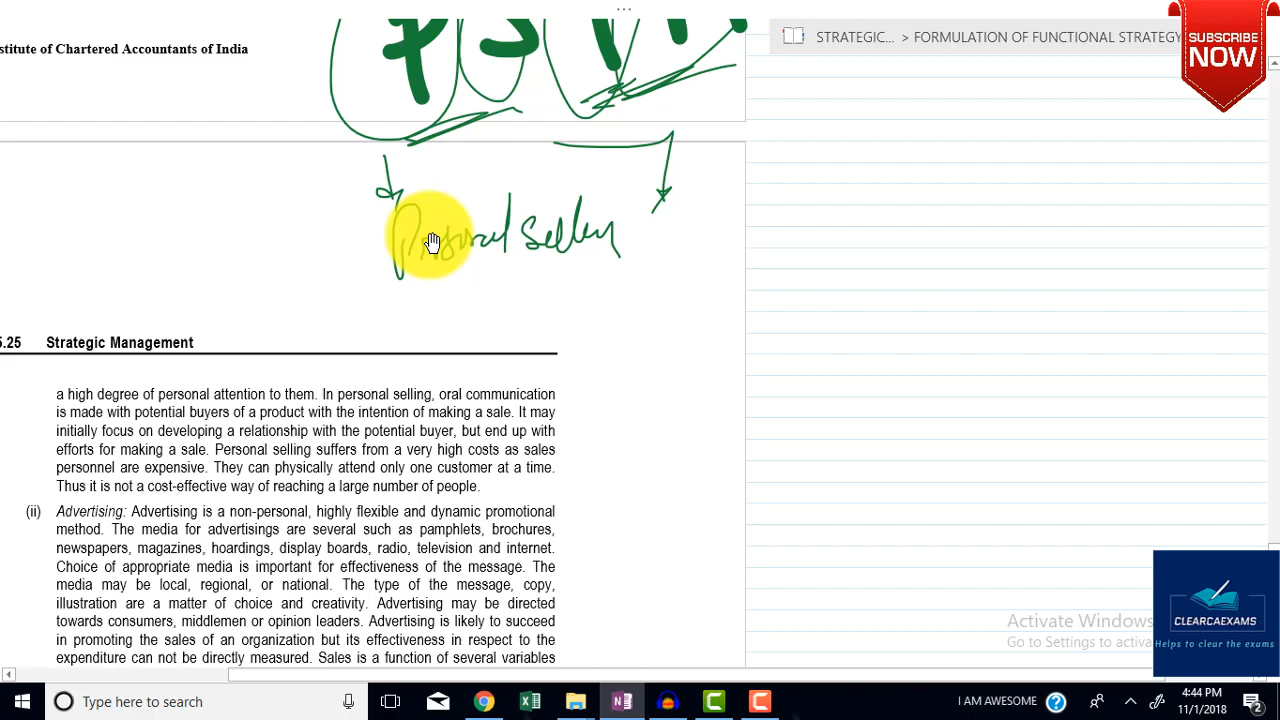 stitute of Chartered Accountants of India
STRATEGIC... > FORMULATION OF FUNCTIONAL STRATEGY
SUBSCRIBE
NOW
Personal Selling
5.25 Strategic Management
a high degree of personal attention to them. In personal selling, oral communication
is made with potential buyers of a product with the intention of making a sale. It may
initially focus on developing a relationship with the potential buyer, but end up with
efforts for making a sale. Personal selling suffers from a very high costs as sales
personnel are expensive. They can physically attend only one customer at a time.
Thus it is not a cost-effective way of reaching a large number of people.
(ii) Advertising: Advertising is a non-personal, highly flexible and dynamic promotional
method. The media for advertisings are several such as pamphlets, brochures,
newspapers, magazines, hoardings, display boards, radio, television and internet.
Choice of appropriate media is important for effectiveness of the message. The
media may be local, regional, or national. The type of the message, copy,
illustration are a matter of choice and creativity. Advertising may be directed
towards consumers, middlemen or opinion leaders. Advertising is likely to succeed
in promoting the sales of an organization but its effectiveness in respect to the
expenditure can not be directly measured. Sales is a function of several variables
Activate Windows
Go to Settings to activa
CLEARCAEXAMS
Helps to clear the exams
Type here to search
I AM AWESOME
4:44 PM
11/1/2018
2